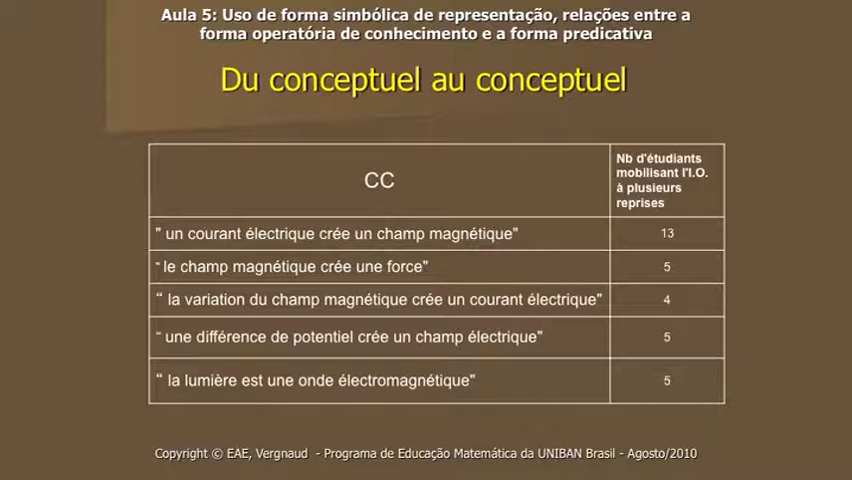 Aula 5: Uso de forma simbólica de representação, relações entre a
forma operatória de conhecimento e a forma predicativa
Du conceptuel au conceptuel
CC
Nb d'étudiants
mobilisant l'I.O.
à plusieurs
reprises
" un courant électrique crée un champ magnétique"
13
" le champ magnétique crée une force"
5
" la variation du champ magnétique crée un courant électrique"
4
" une différence de potentiel crée un champ électrique"
5
" la lumière est une onde électromagnétique"
5
Copyright © EAE, Vergnaud - Programa de Educação Matemática da UNIBAN Brasil - Agosto/2010